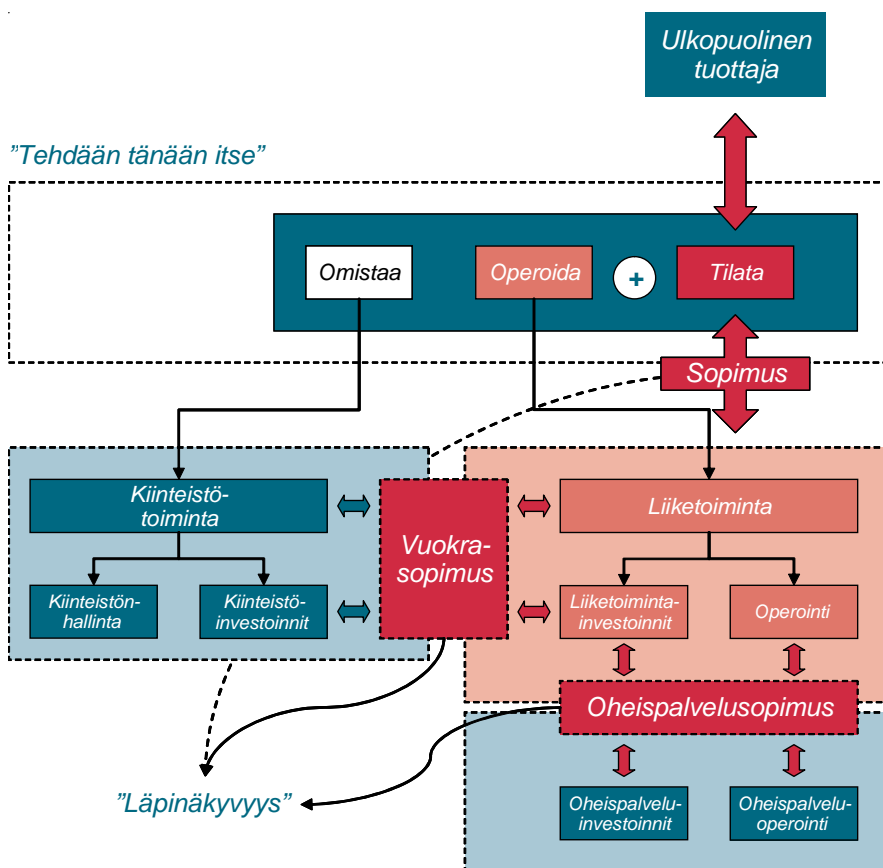 Ulkopuolinen
tuottaja
"Tehdään tänään itse"
Omistaa
Operoida
+
Tilata
Sopimus
Kiinteistö-
toiminta
Vuokra-
sopimus
Liiketoiminta
Kiinteistön-
hallinta
Kiinteistö-
investoinnit
Liiketoiminta-
investoinnit
Operointi
Oheispalvelusopimus
"Läpinäkyvyys"
Oheispalvelu-
investoinnit
Oheispalvelu-
operointi